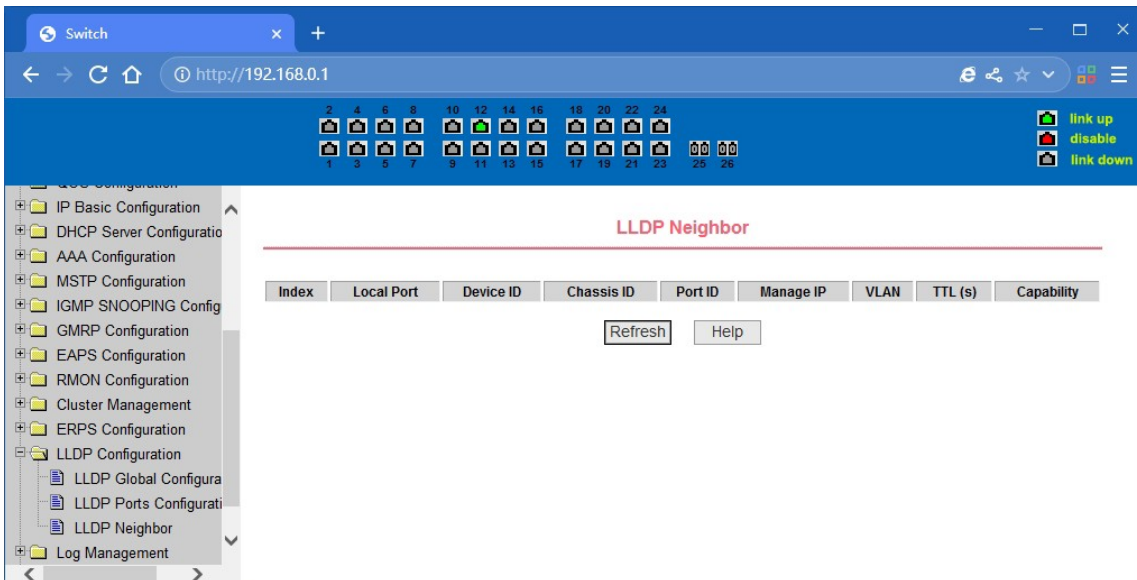 Switch
http://192.168.0.1
2 4 6 8 10 12 14 16 18 20 22 24
1 3 5 7 9 11 13 15 17 19 21 23 25 26
link up
disable
link down
IP Basic Configuration
DHCP Server Configuratio
AAA Configuration
MSTP Configuration
IGMP SNOOPING Config
GMRP Configuration
EAPS Configuration
RMON Configuration
Cluster Management
ERPS Configuration
LLDP Configuration
LLDP Global Configura
LLDP Ports Configurati
LLDP Neighbor
Log Management
LLDP Neighbor
Index Local Port Device ID Chassis ID Port ID Manage IP VLAN TTL (s) Capability
Refresh Help